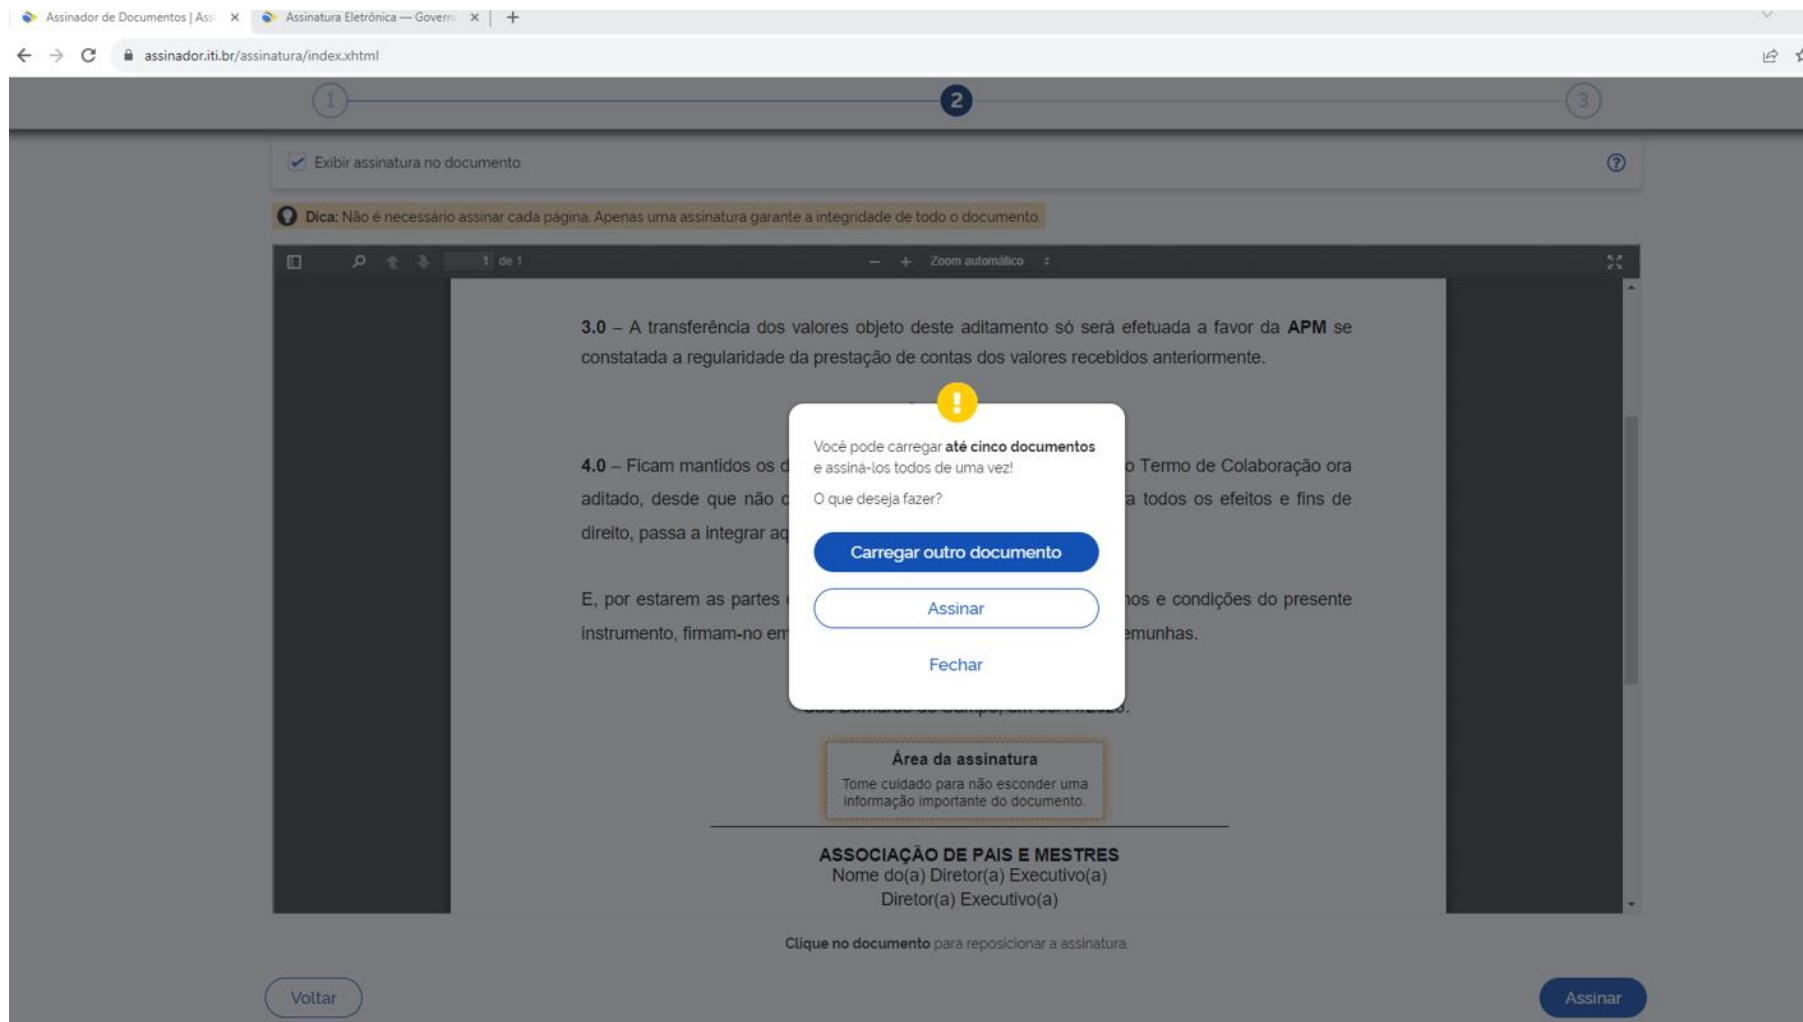 Assinador de Documentos | Ass
Assinatura Eletrônica — Govern
assinador.iti.br/assinatura/index.xhtml
1
2
3
Exibir assinatura no documento
Dica: Não é necessário assinar cada página. Apenas uma assinatura garante a integridade de todo o documento.
1 de 1
Zoom automático
3.0 – A transferência dos valores objeto deste aditamento só será efetuada a favor da APM se
constatada a regularidade da prestação de contas dos valores recebidos anteriormente.
Você pode carregar até cinco documentos
e assiná-los todos de uma vez!
O que deseja fazer?
Carregar outro documento
Assinar
Fechar
4.0 – Ficam mantidos os d
o Termo de Colaboração ora
aditado, desde que não
a todos os efeitos e fins de
direito, passa a integrar aq
E, por estarem as partes
nos e condições do presente
instrumento, firmam-no em
emunhas.
Área da assinatura
Tome cuidado para não esconder uma
informação importante do documento.
ASSOCIAÇÃO DE PAIS E MESTRES
Nome do(a) Diretor(a) Executivo(a)
Diretor(a) Executivo(a)
Clique no documento para reposicionar a assinatura.
Voltar
Assinar